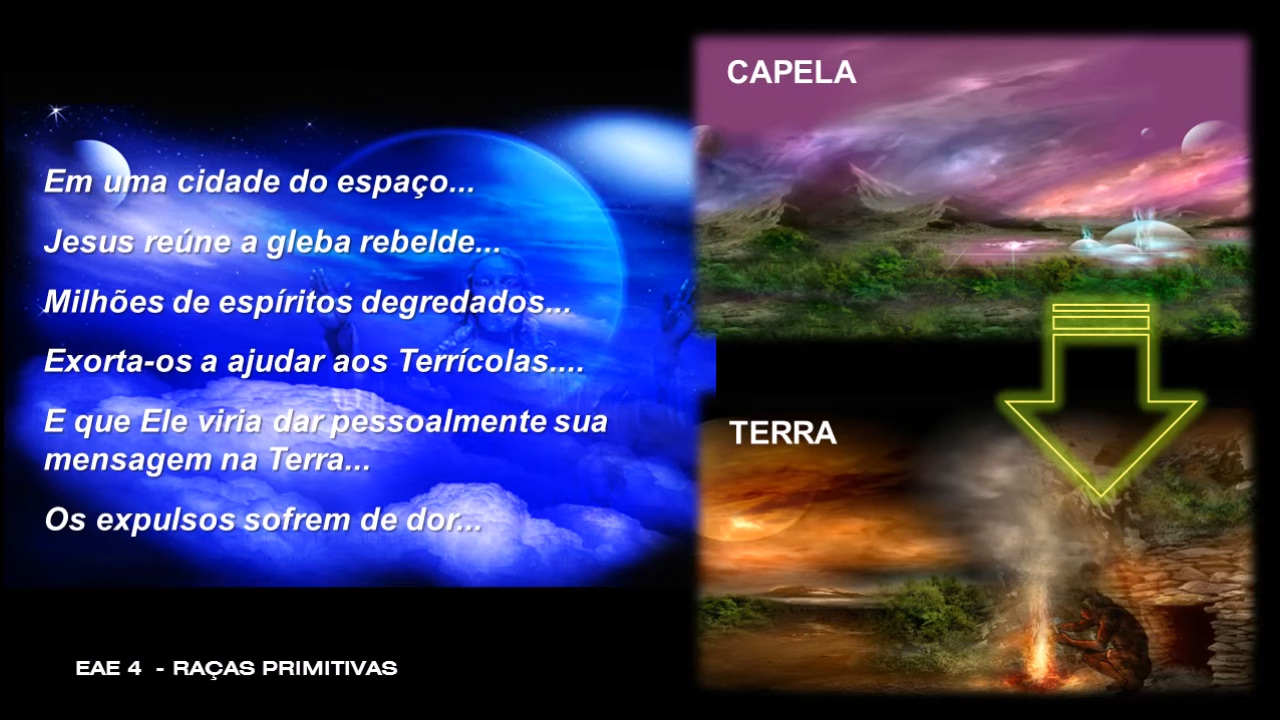 Em uma cidade do espaço...
Jesus reúne a gleba rebelde...
Milhões de espíritos degredados...
Exorta-os a ajudar aos Terrícolas....
E que Ele viria dar pessoalmente sua
mensagem na Terra...
Os expulsos sofrem de dor...
CAPELA
TERRA
EAE 4 - RAÇAS PRIMITIVAS